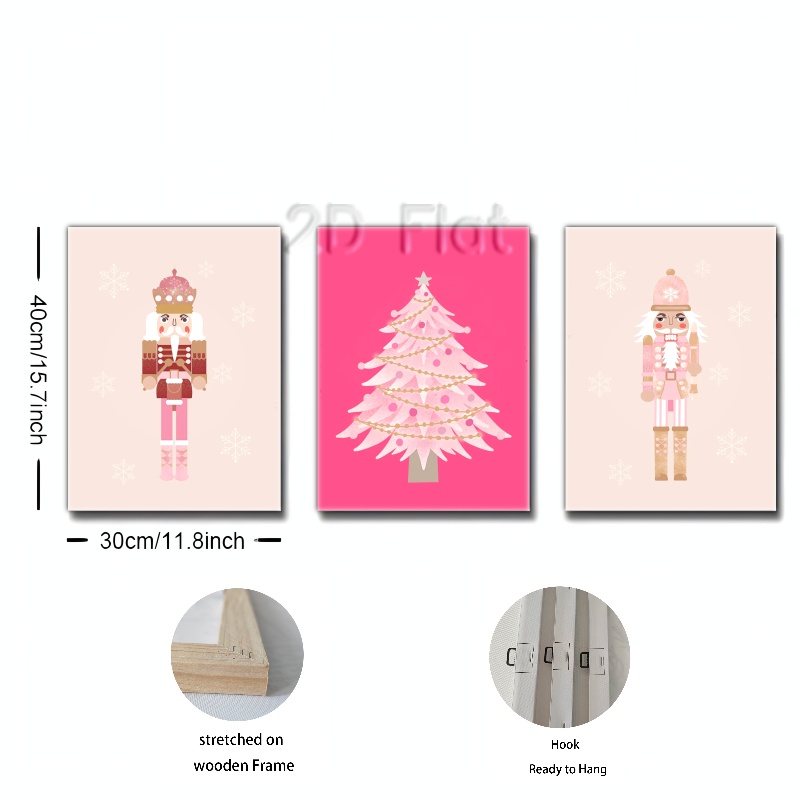 2D Flat
40cm/15.7inch
30cm/11.8inch
stretched on
wooden Frame
Hook
Ready to Hang